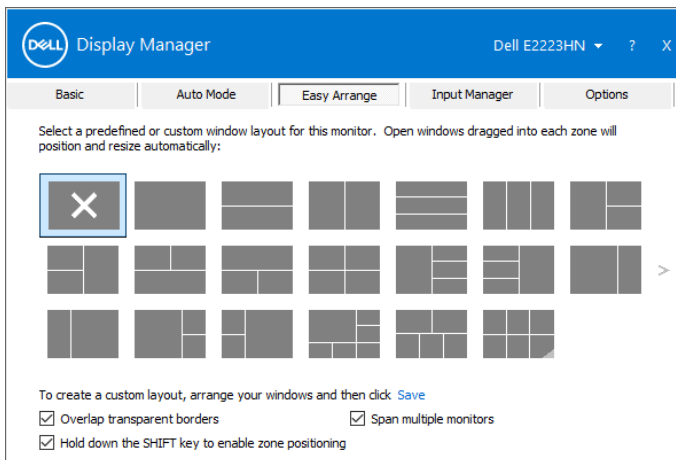 DELL Display Manager Dell E2223HN ? X
Basic Auto Mode Easy Arrange Input Manager Options
Select a predefined or custom window layout for this monitor. Open windows dragged into each zone will
position and resize automatically:
>
To create a custom layout, arrange your windows and then click Save
Overlap transparent borders Span multiple monitors
Hold down the SHIFT key to enable zone positioning